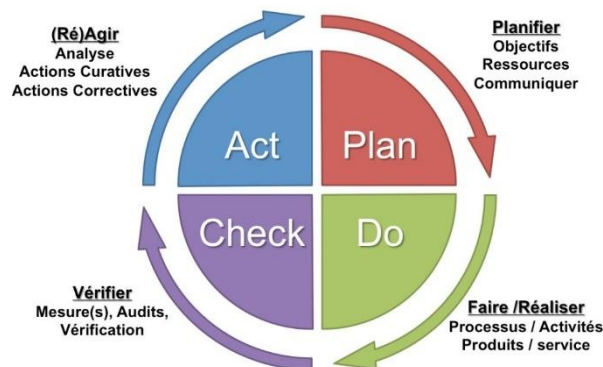 (Ré)Agir
Analyse
Actions Curatives
Actions Correctives
Planifier
Objectifs
Ressources
Communiquer
Act
Plan
Check
Do
Vérifier
Mesure(s), Audits,
Vérification
Faire /Réaliser
Processus / Activités
Produits / service